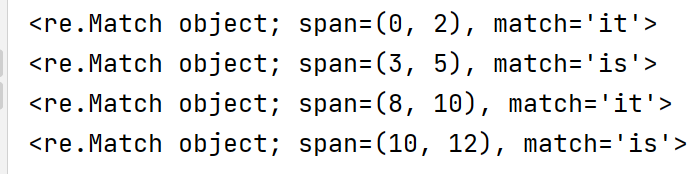 <re.Match object; span=(0, 2), match='it'>
<re.Match object; span=(3, 5), match='is'>
<re.Match object; span=(8, 10), match='it'>
<re.Match object; span=(10, 12), match='is'>